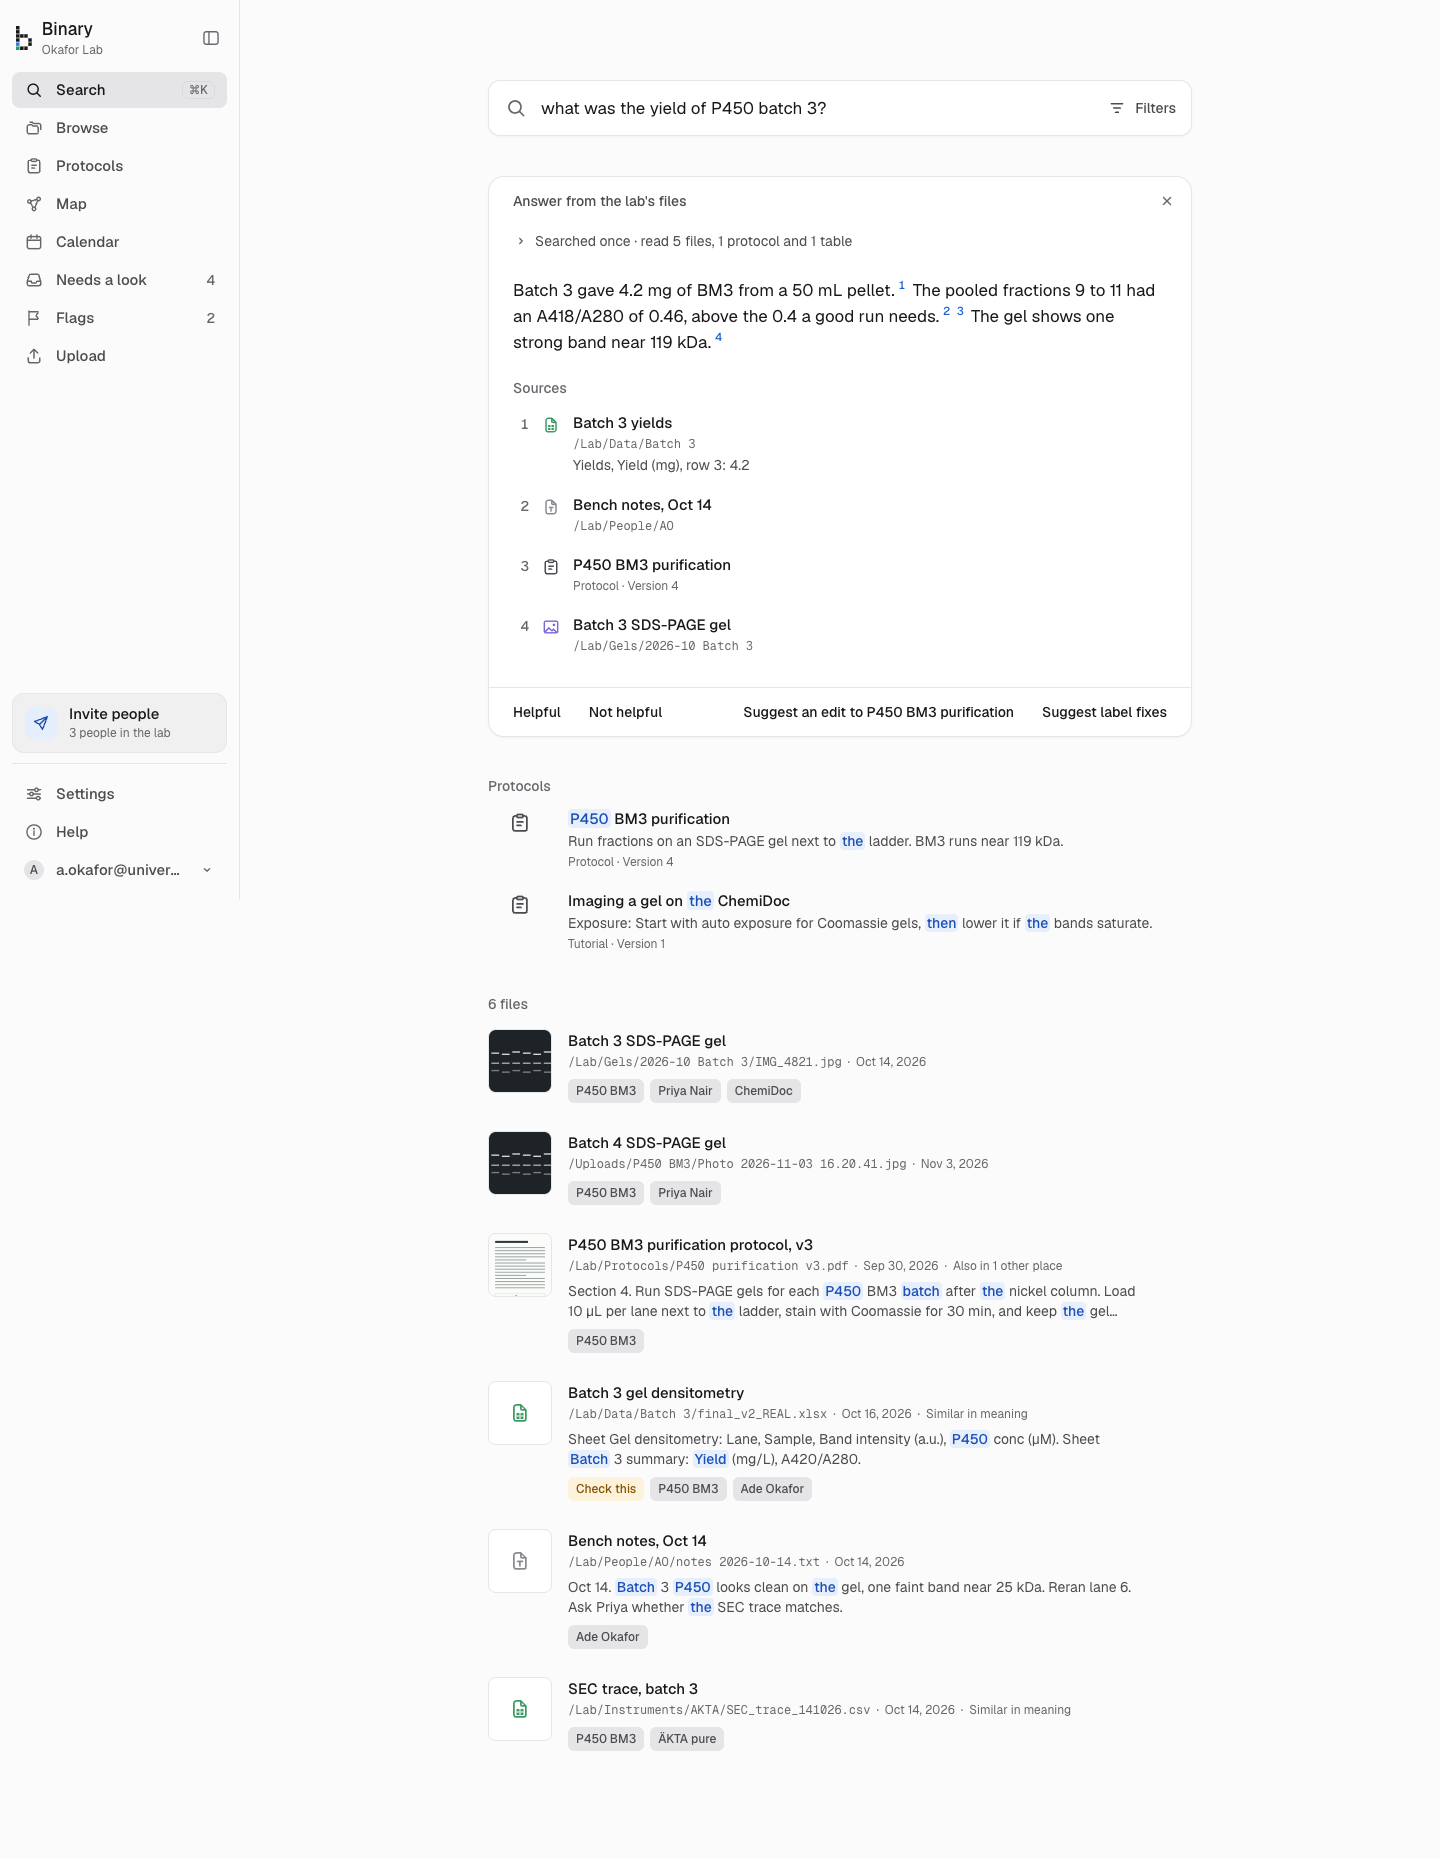 Binary
Okafor Lab
Search
⌘K
Browse
Protocols
Map
Calendar
Needs a look
4
Flags
2
Upload
Invite people
3 people in the lab
Settings
Help
A
a.okafor@univer...
what was the yield of P450 batch 3?
Filters
Answer from the lab's files
Searched once · read 5 files, 1 protocol and 1 table
Batch 3 gave 4.2 mg of BM3 from a 50 mL pellet. 1 The pooled fractions 9 to 11 had
an A418/A280 of 0.46, above the 0.4 a good run needs. 2 3 The gel shows one
strong band near 119 kDa. 4
Sources
1
Batch 3 yields
/Lab/Data/Batch 3
Yields, Yield (mg), row 3: 4.2
2
Bench notes, Oct 14
/Lab/People/AO
3
P450 BM3 purification
Protocol · Version 4
4
Batch 3 SDS-PAGE gel
/Lab/Gels/2026-10 Batch 3
Helpful
Not helpful
Suggest an edit to P450 BM3 purification
Suggest label fixes
Protocols
P450 BM3 purification
Run fractions on an SDS-PAGE gel next to the ladder. BM3 runs near 119 kDa.
Protocol · Version 4
Imaging a gel on the ChemiDoc
Exposure: Start with auto exposure for Coomassie gels, then lower it if the bands saturate.
Tutorial · Version 1
6 files
Batch 3 SDS-PAGE gel
/Lab/Gels/2026-10 Batch 3/IMG_4821.jpg · Oct 14, 2026
P450 BM3
Priya Nair
ChemiDoc
Batch 4 SDS-PAGE gel
/Uploads/P450 BM3/Photo 2026-11-03 16.20.41.jpg · Nov 3, 2026
P450 BM3
Priya Nair
P450 BM3 purification protocol, v3
/Lab/Protocols/P450 purification v3.pdf · Sep 30, 2026 · Also in 1 other place
Section 4. Run SDS-PAGE gels for each P450 BM3 batch after the nickel column. Load
10 µL per lane next to the ladder, stain with Coomassie for 30 min, and keep the gel...
P450 BM3
Batch 3 gel densitometry
/Lab/Data/Batch 3/final_v2_REAL.xlsx · Oct 16, 2026 · Similar in meaning
Sheet Gel densitometry: Lane, Sample, Band intensity (a.u.), P450 conc (µM). Sheet
Batch 3 summary: Yield (mg/L), A420/A280.
Check this
P450 BM3
Ade Okafor
Bench notes, Oct 14
/Lab/People/AO/notes 2026-10-14.txt · Oct 14, 2026
Oct 14. Batch 3 P450 looks clean on the gel, one faint band near 25 kDa. Reran lane 6.
Ask Priya whether the SEC trace matches.
Ade Okafor
SEC trace, batch 3
/Lab/Instruments/AKTA/SEC_trace_141026.csv · Oct 14, 2026 · Similar in meaning
P450 BM3
ÄKTA pure